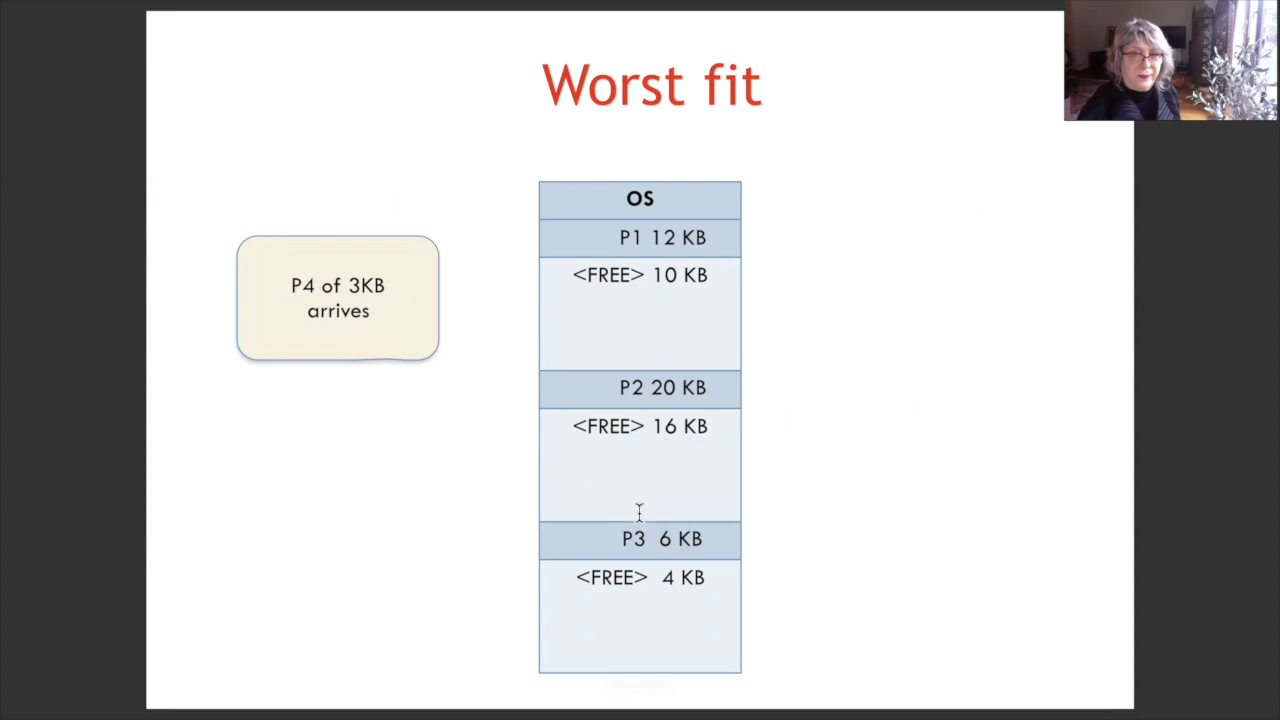 Worst fit
P4 of 3KB
arrives
OS
P1 12 KB
<FREE> 10 KB
P2 20 KB
<FREE> 16 KB
P3 6 KB
<FREE> 4 KB